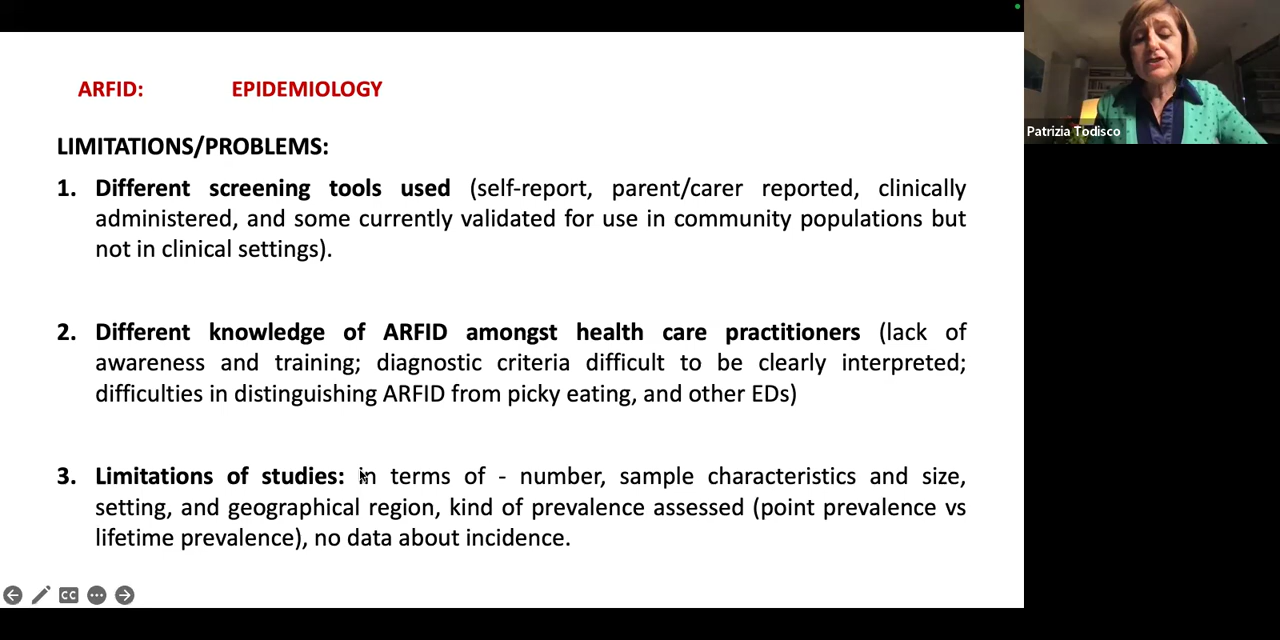 ARFID: EPIDEMIOLOGY
LIMITATIONS/PROBLEMS:
1. Different screening tools used (self-report, parent/carer reported, clinically
administered, and some currently validated for use in community populations but
not in clinical settings).
2. Different knowledge of ARFID amongst health care practitioners (lack of
awareness and training; diagnostic criteria difficult to be clearly interpreted;
difficulties in distinguishing ARFID from picky eating, and other EDs)
3. Limitations of studies: in terms of - number, sample characteristics and size,
setting, and geographical region, kind of prevalence assessed (point prevalence vs
lifetime prevalence), no data about incidence.
CC
Patrizia Todisco